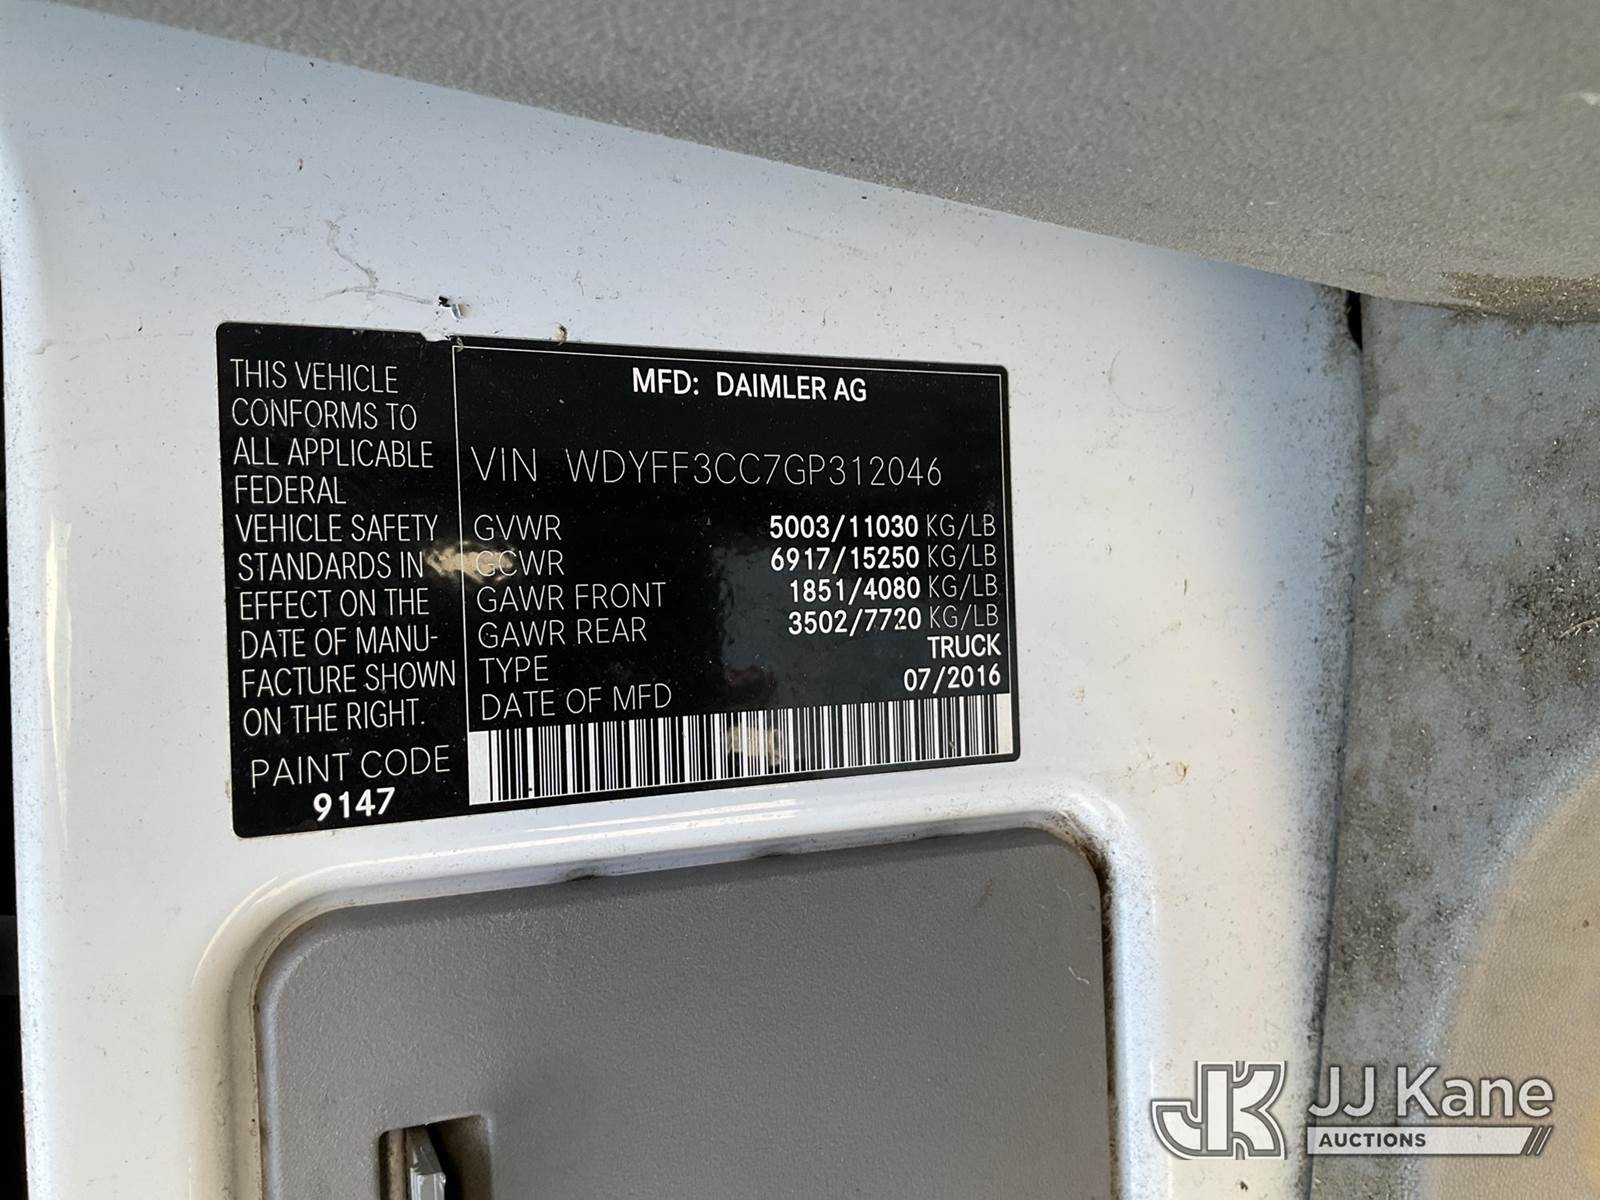 THIS VEHICLE
CONFORMS TO
ALL APPLICABLE
FEDERAL
VEHICLE SAFETY
STANDARDS IN
EFFECT ON THE
DATE OF MANU-
FACTURE SHOWN
ON THE RIGHT.
PAINT CODE
9147
MFD: DAIMLER AG
VIN WDYFF3CC7GP312046
GVWR 5003/11030 KG/LB
GCWR 6917/15250 KG/LB
GAWR FRONT 1851/4080 KG/LB
GAWR REAR 3502/7720 KG/LB
TYPE TRUCK
DATE OF MFD 07/2016
JK JJ Kane
AUCTIONS